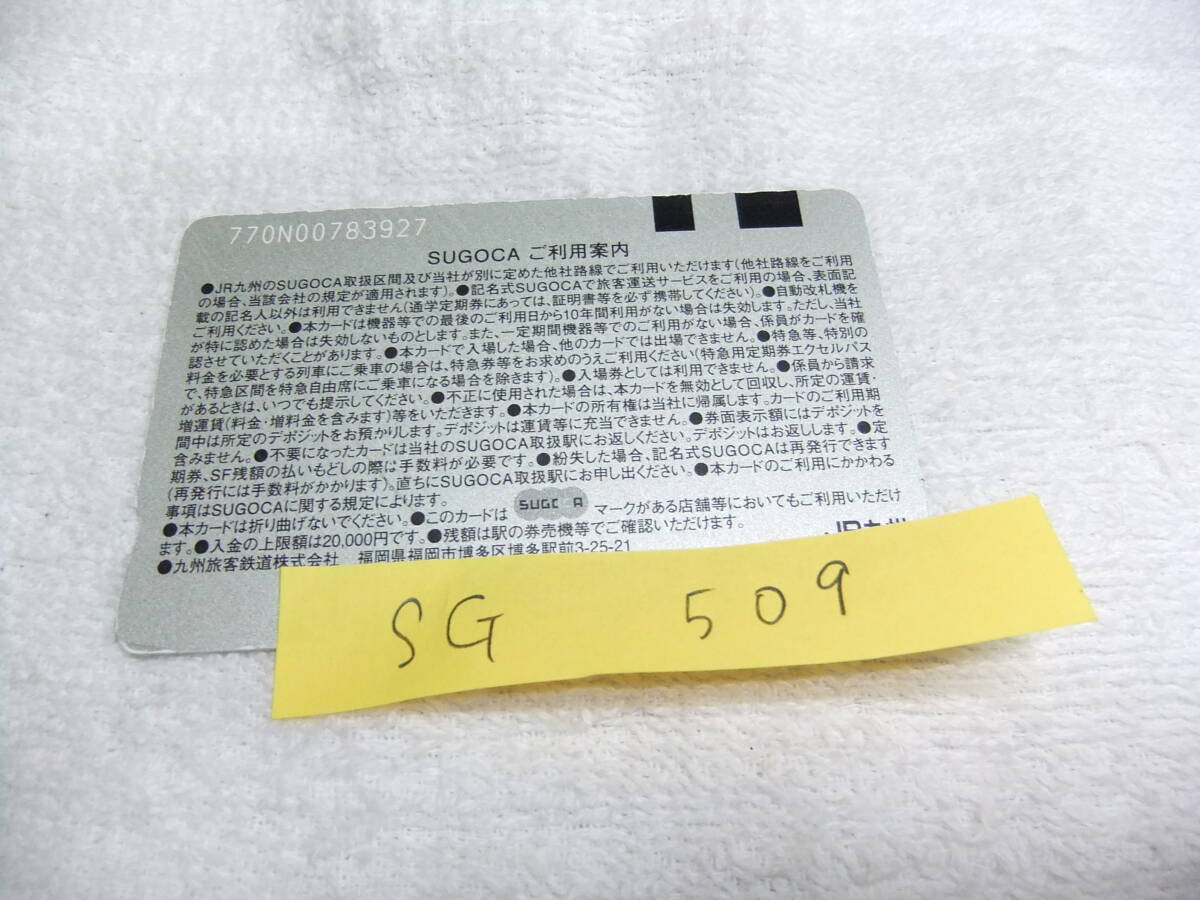 770N00783927
SUGOCA ご利用案内
●JR九州のSUGOCA取扱区間及び当社が別に定めた他社路線でご利用いただけます(他社路線をご利用
の場合、当該会社の規定が適用されます)。●記名式SUGOCAで旅客運送サービスをご利用の場合、表面記
載の記名人以外は利用できません(通学定期券にあっては、証明書等を必ず携帯してください)。●自動改札機を
ご利用ください。●本カードは機器等での最後のご利用日から10年間利用がない場合は失効します。ただし、当社
が特に認めた場合は失効しないものとします。また、一定期間機器等でのご利用がない場合、係員がカードを確
認させていただくことがあります。●本カードで入場した場合、他のカードでは出場できません。●特急等、特別の
料金を必要とする列車にご乗車の場合は、特急券等をお求めのうえご利用ください(特急用定期券エクセルパス
で、特急区間を特急自由席にご乗車になる場合を除きます)。●入場券としては利用できません。●係員から請求
があるときは、いつでも提示してください。●不正に使用された場合は、本カードを無効として回収し、所定の運賃・
増運賃(料金・増料金を含みます)等をいただきます。●本カードの所有権は当社に帰属します。カードのご利用期
間中は所定のデポジットをお預かりします。デポジットは運賃等に充当できません。●券面表示額にはデポジットを
含みません。●不要になったカードは当社のSUGOCA取扱駅にお返しください。デポジットはお返しします。●定
期券、SF残額の払いもどしの際は手数料が必要です。●紛失した場合、記名式SUGOCAは再発行できます
(再発行には手数料がかかります)。直ちにSUGOCA取扱駅にお申し出ください。●本カードのご利用にかかわる
事項はSUGOCAに関する規定によります。
●本カードは折り曲げないでください。●このカードは SUGOCA マークがある店舗等においてもご利用いただけ
ます。●入金の上限額は20,000円です。●残額は駅の券売機等でご確認いただけます。
●九州旅客鉄道株式会社 福岡県福岡市博多区博多駅前3-25-21
JR九州
SG 509